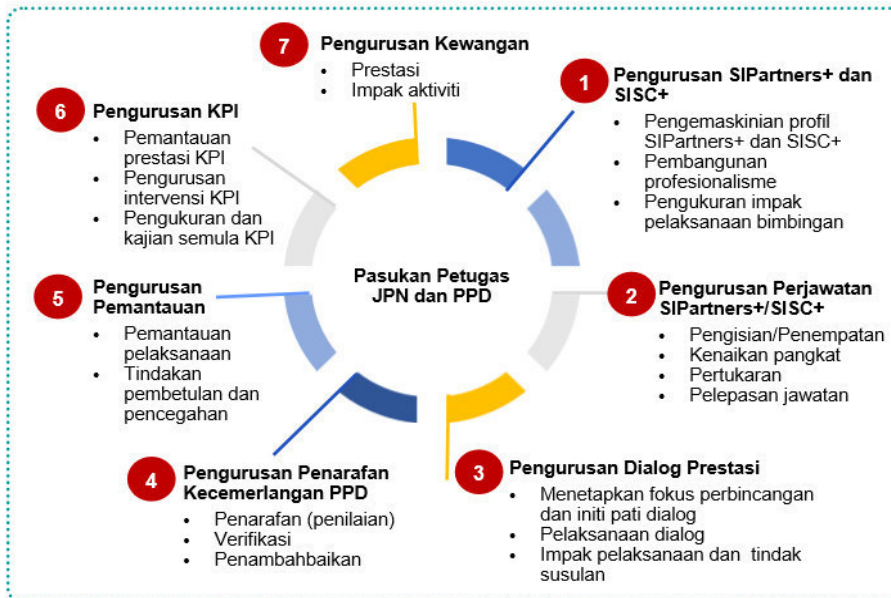 Pasukan Petugas
JPN dan PPD
1
Pengurusan SIPartners+ dan
SISC+
• Pengemaskinian profil
SIPartners+ dan SISC+
• Pembangunan
profesionalisme
• Pengukuran impak
pelaksanaan bimbingan
2
Pengurusan Perjawatan
SIPartners+/SISC+
• Pengisian/Penempatan
• Kenaikan pangkat
• Pertukaran
• Pelepasan jawatan
3
Pengurusan Dialog Prestasi
• Menetapkan fokus perbincangan
dan initi pati dialog
• Pelaksanaan dialog
• Impak pelaksanaan dan tindak
susulan
4
Pengurusan Penarafan
Kecemerlangan PPD
• Penarafan (penilaian)
• Verifikasi
• Penambahbaikan
5
Pengurusan
Pemantauan
• Pemantauan
pelaksanaan
• Tindakan
pembetulan dan
pencegahan
6
Pengurusan KPI
• Pemantauan
prestasi KPI
• Pengurusan
intervensi KPI
• Pengukuran dan
kajian semula KPI
7
Pengurusan Kewangan
• Prestasi
• Impak aktiviti